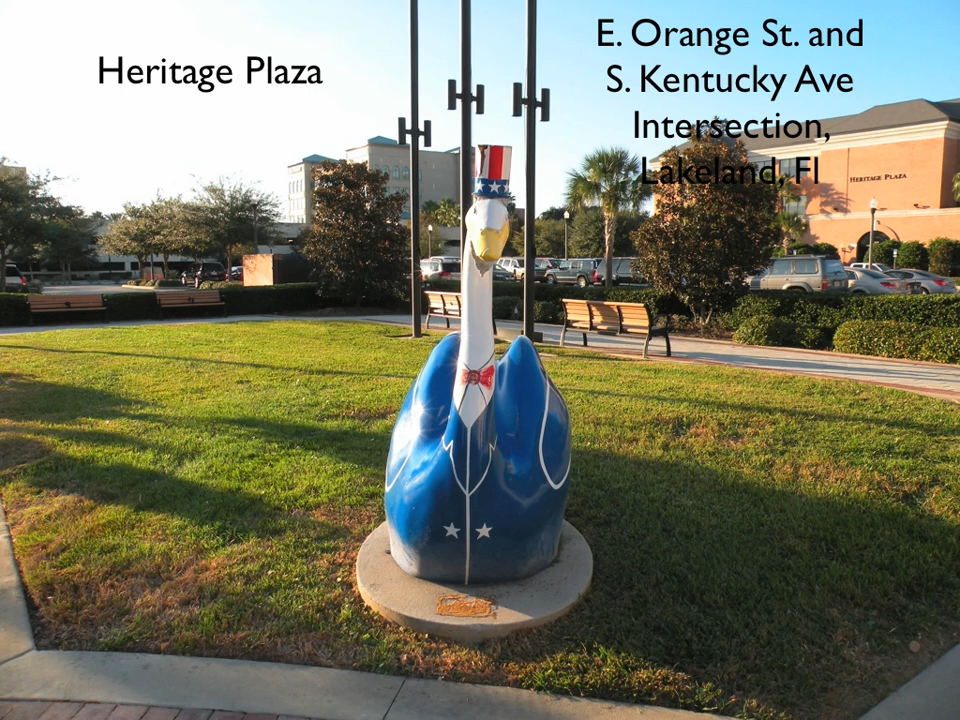 Heritage Plaza
E. Orange St. and
S. Kentucky Ave
Intersection,
Lakeland, Fl
HERITAGE PLAZA